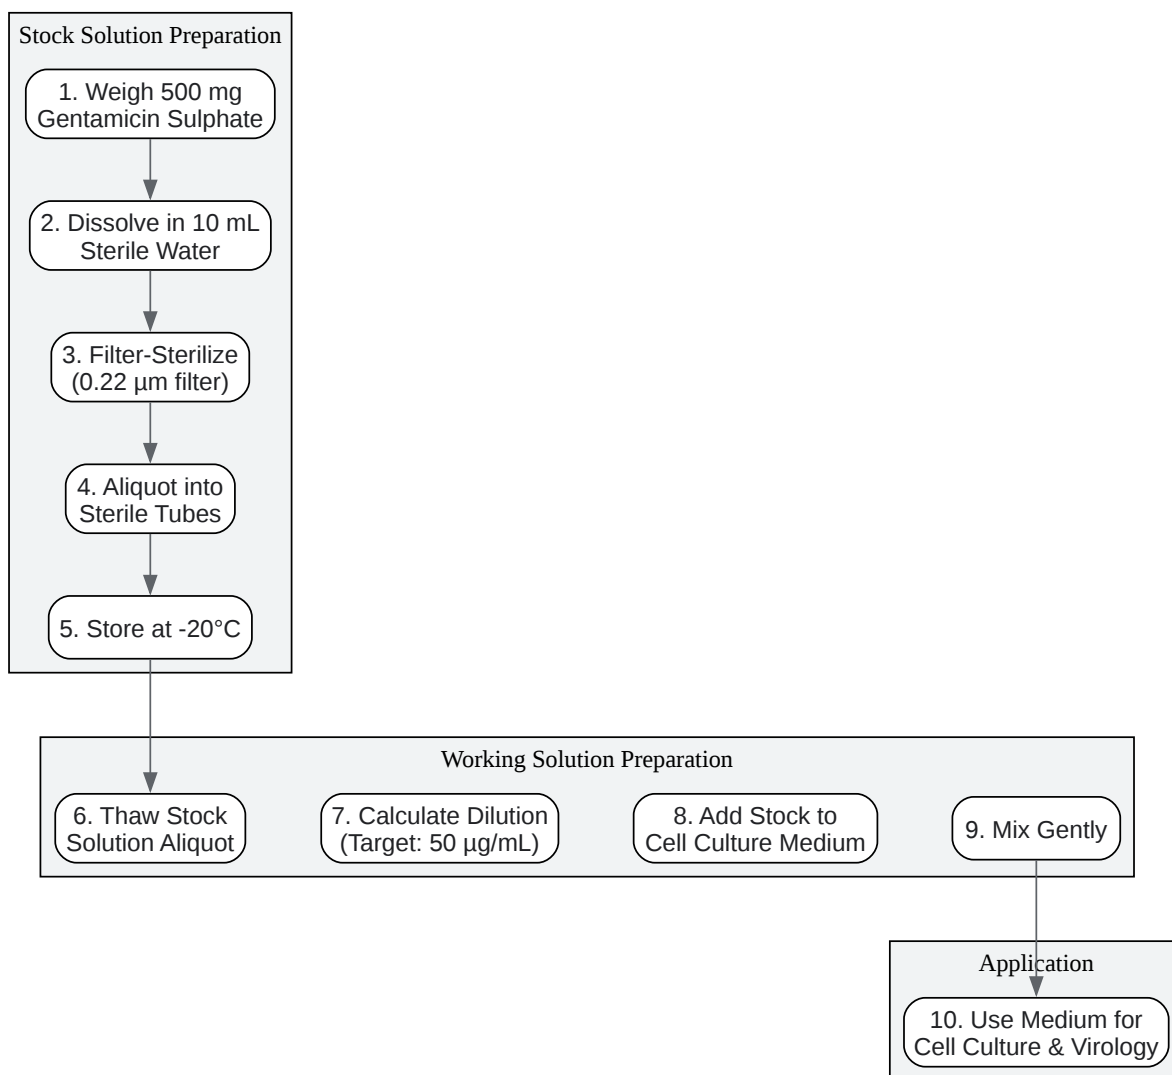 Stock Solution Preparation
1. Weigh 500 mg
Gentamicin Sulphate
2. Dissolve in 10 mL
Sterile Water
3. Filter-Sterilize
(0.22 µm filter)
4. Aliquot into
Sterile Tubes
5. Store at -20°C
Working Solution Preparation
6. Thaw Stock
Solution Aliquot
7. Calculate Dilution
(Target: 50 µg/mL)
8. Add Stock to
Cell Culture Medium
9. Mix Gently
Application
10. Use Medium for
Cell Culture & Virology